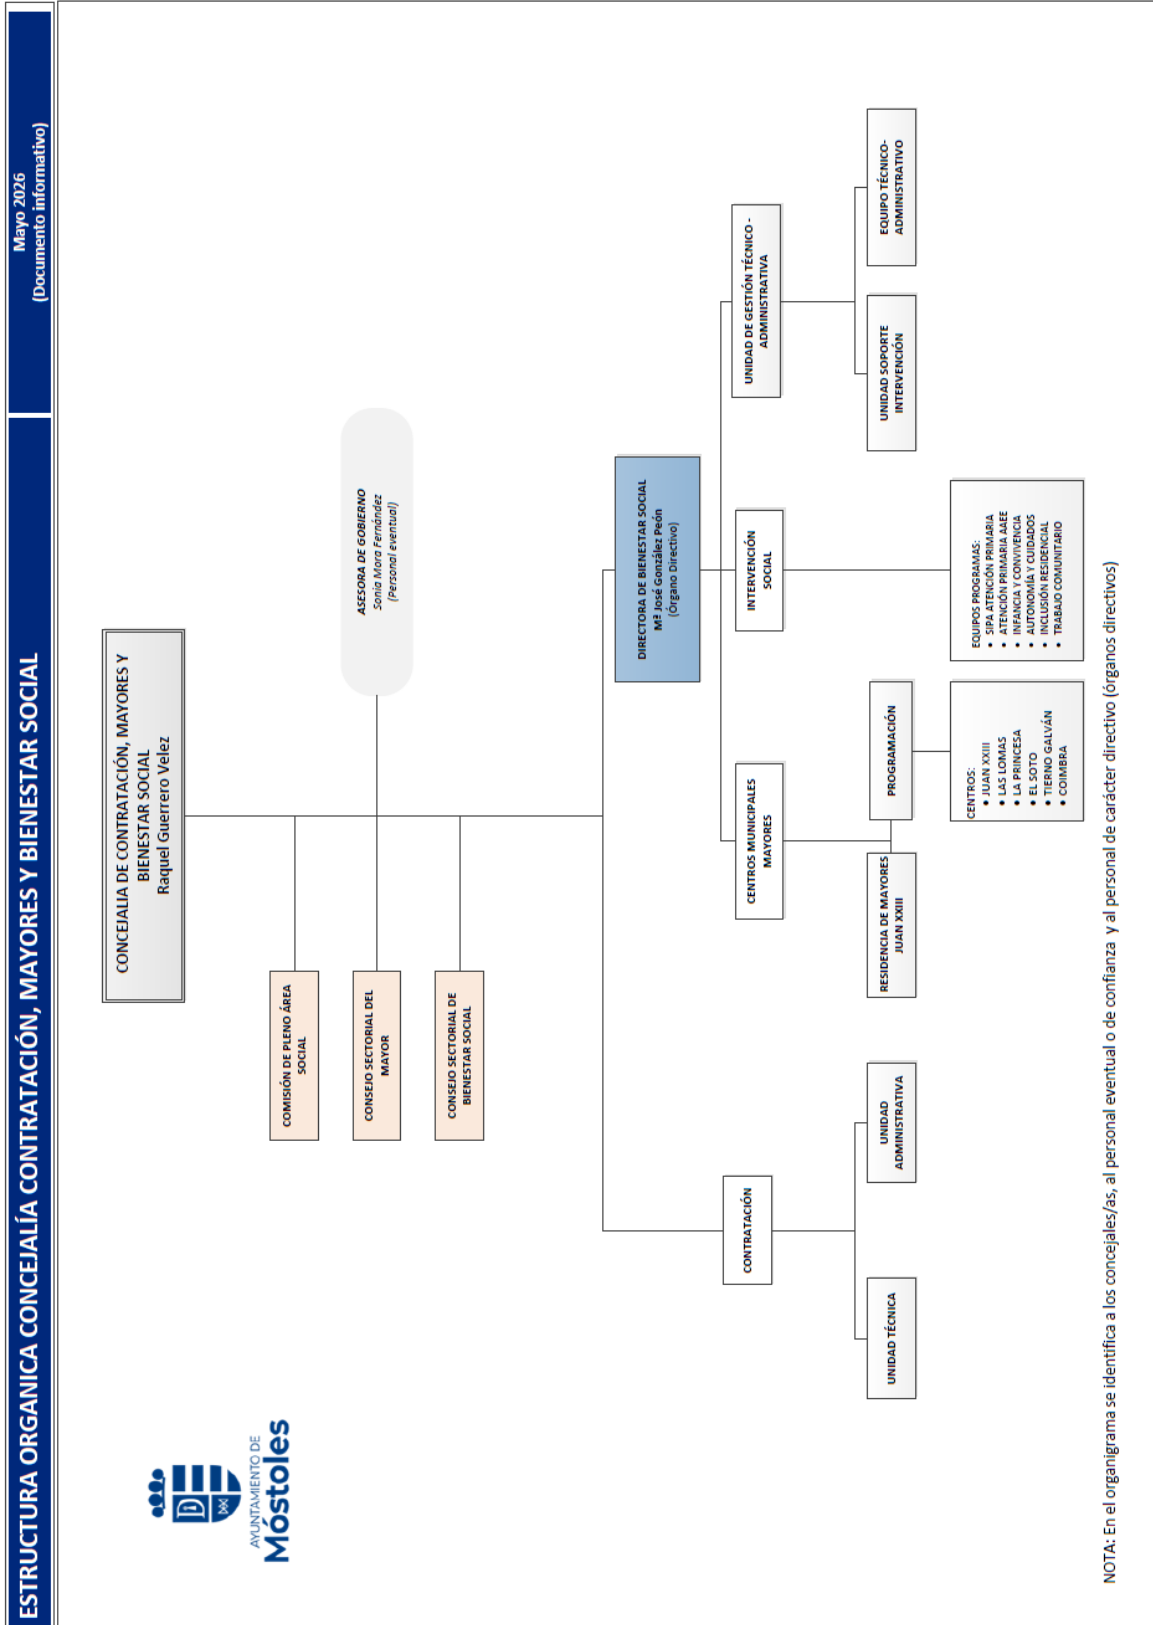 ESTRUCTURA ORGANICA CONCEJALÍA CONTRATACIÓN, MAYORES Y BIENESTAR SOCIAL
Mayo 2026
(Documento informativo)
AYUNTAMIENTO DE
Móstoles
CONCEJALIA DE CONTRATACIÓN, MAYORES Y
BIENESTAR SOCIAL
Raquel Guerrero Velez
COMISIÓN DE PLENO ÁREA
SOCIAL
CONSEJO SECTORIAL DEL
MAYOR
CONSEJO SECTORIAL DE
BIENESTAR SOCIAL
ASESORA DE GOBIERNO
Sonia Mora Fernández
(Personal eventual)
DIRECTORA DE BIENESTAR SOCIAL
Mª José González Peón
(Órgano Directivo)
CONTRATACIÓN
CENTROS MUNICIPALES
MAYORES
INTERVENCIÓN
SOCIAL
UNIDAD DE GESTIÓN TÉCNICO -
ADMINISTRATIVA
UNIDAD TÉCNICA
UNIDAD
ADMINISTRATIVA
RESIDENCIA DE MAYORES
JUAN XXIII
PROGRAMACIÓN
UNIDAD SOPORTE
INTERVENCIÓN
EQUIPO TÉCNICO-
ADMINISTRATIVO
CENTROS:
• JUAN XXIII
• LAS LOMAS
• LA PRINCESA
• EL SOTO
• TIERNO GALVÁN
• COIMBRA
EQUIPOS PROGRAMAS:
• SIPA ATENCIÓN PRIMARIA
• ATENCIÓN PRIMARIA AAEE
• INFANCIA Y CONVIVENCIA
• AUTONOMÍA Y CUIDADOS
• INCLUSIÓN RESIDENCIAL
• TRABAJO COMUNITARIO
NOTA: En el organigrama se identifica a los concejales/as, al personal eventual o de confianza y al personal de carácter directivo (órganos directivos)